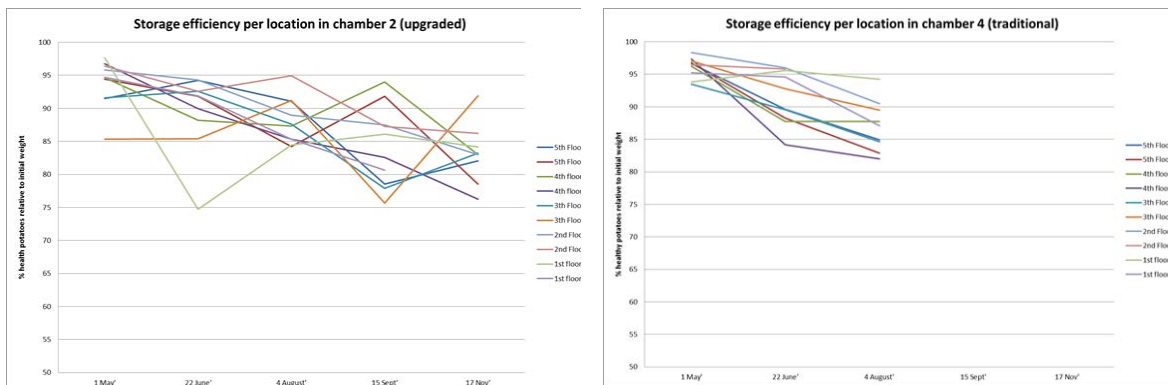 Storage efficiency per location in chamber 2 (upgraded)
% health potatoes relative to initial weight
100
95
90
85
80
75
70
65
60
55
50
1 May'
22 June'
4 August'
15 Sept'
17 Nov'
5th Floo
5th Floo
4th floo
4th floo
3th Floo
3th Floo
2nd Floo
2nd Floo
1st floor
1st floor
Storage efficiency per location in chamber 4 (traditional)
% healthy potatoes relative to initial weight
100
95
90
85
80
75
70
65
60
55
50
1 May'
22 June'
4 August'
15 Sept'
17 Nov'
5th Floo
5th Floo
4th floo
4th floo
3th Floo
3th Floo
2nd Floo
2nd Floo
1st floor
1st floor